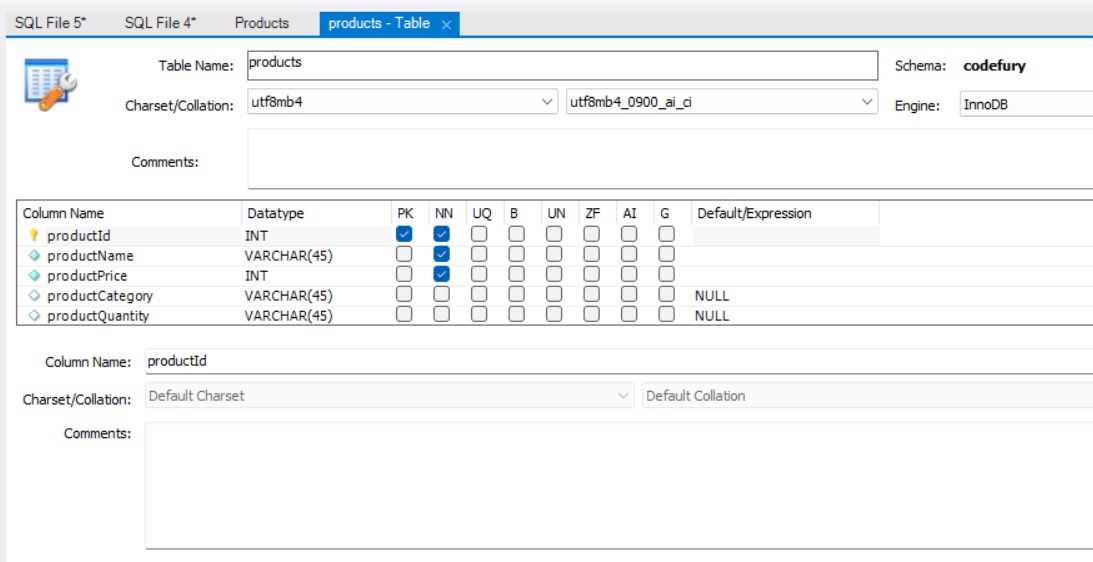 SQL File 5* SQL File 4* Products products - Table ×
Table Name: products Schema: codefury
Charset/Collation: utf8mb4 utf8mb4_0900_ai_ci Engine: InnoDB
Comments:
Column Name Datatype PK NN UQ B UN ZF AI G Default/Expression
productId INT
productName VARCHAR(45)
productPrice INT
productCategory VARCHAR(45) NULL
productQuantity VARCHAR(45) NULL
Column Name: productId
Charset/Collation: Default Charset Default Collation
Comments: